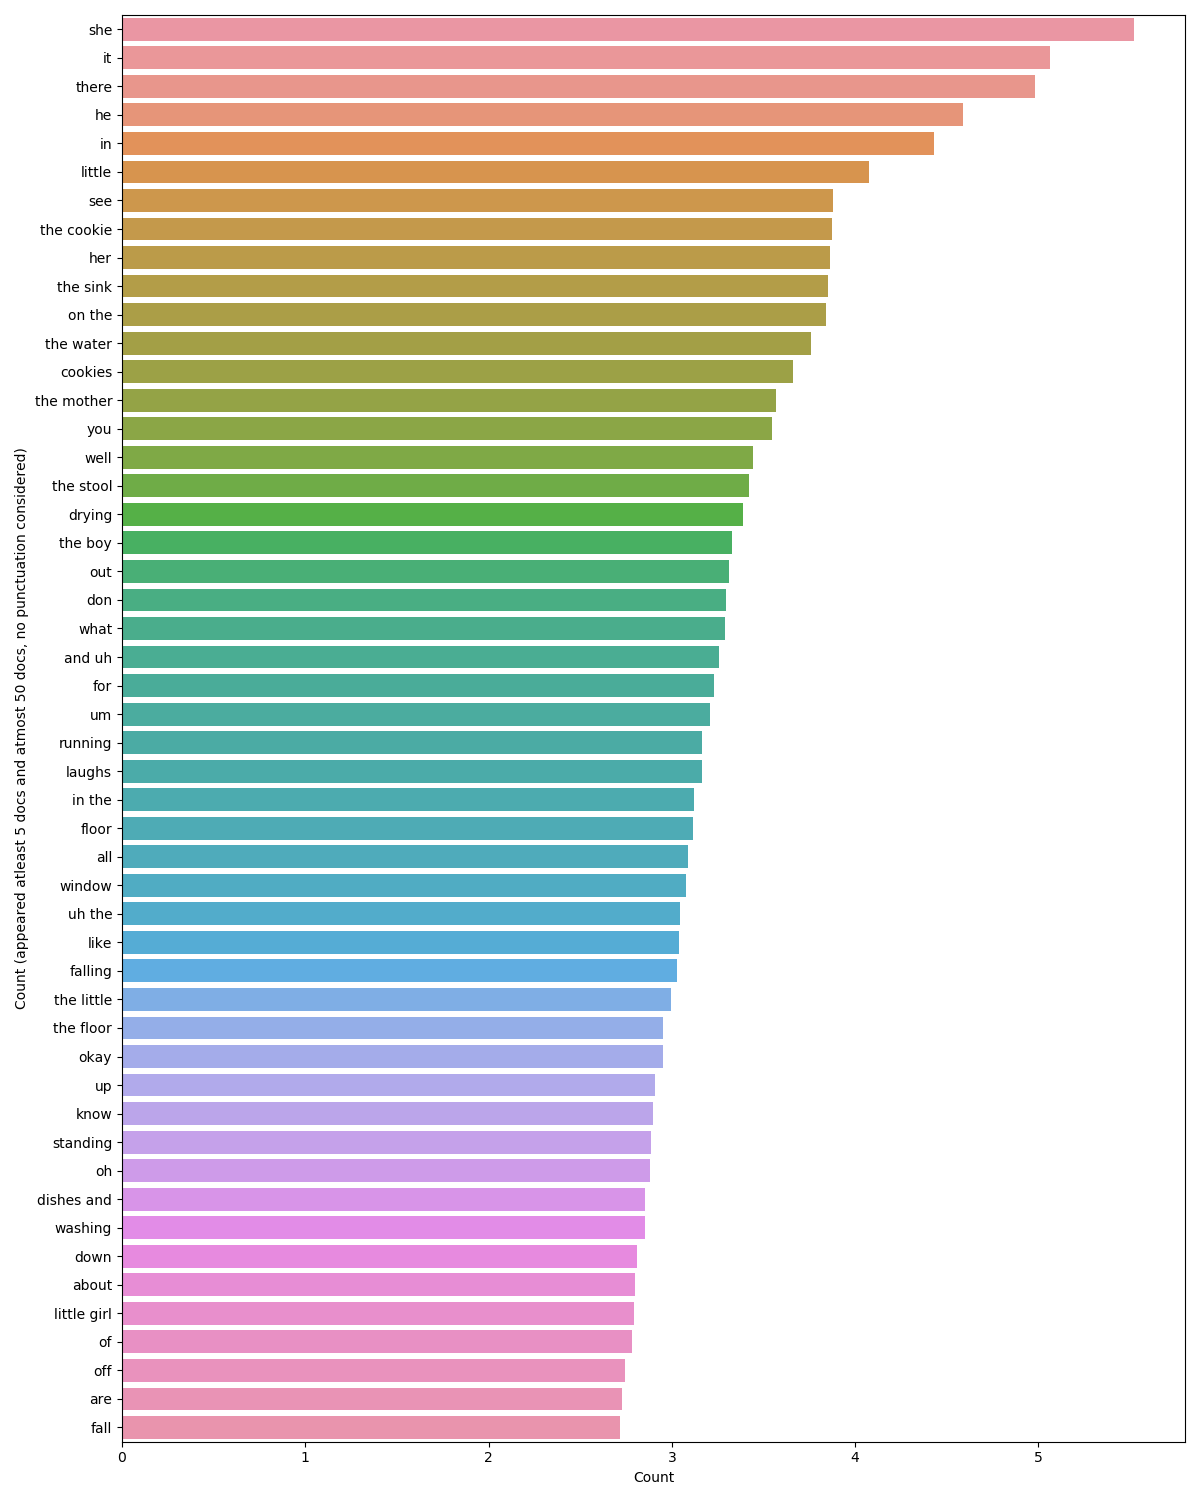 she
it
there
he
in
little
see
the cookie
her
the sink
on the
the water
cookies
the mother
you
well
the stool
drying
the boy
out
don
what
and uh
for
um
running
laughs
in the
floor
all
window
uh the
like
falling
the little
the floor
okay
up
know
standing
oh
dishes and
washing
down
about
little girl
of
off
are
fall
Count (appeared atleast 5 docs and atmost 50 docs, no punctuation considered)
0 1 2 3 4 5
Count